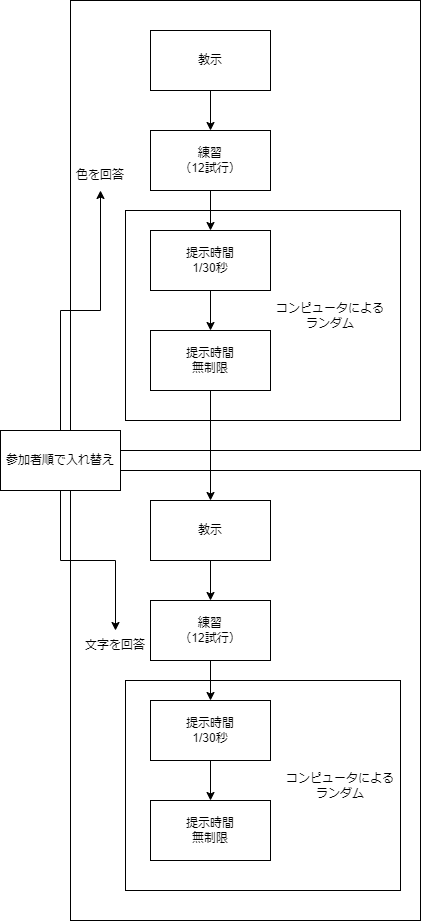 教示
練習
（12試行）
色を回答
提示時間
1/30秒
コンピュータによる
ランダム
提示時間
無制限
参加者順で入れ替え
教示
練習
（12試行）
文字を回答
提示時間
1/30秒
コンピュータによる
ランダム
提示時間
無制限